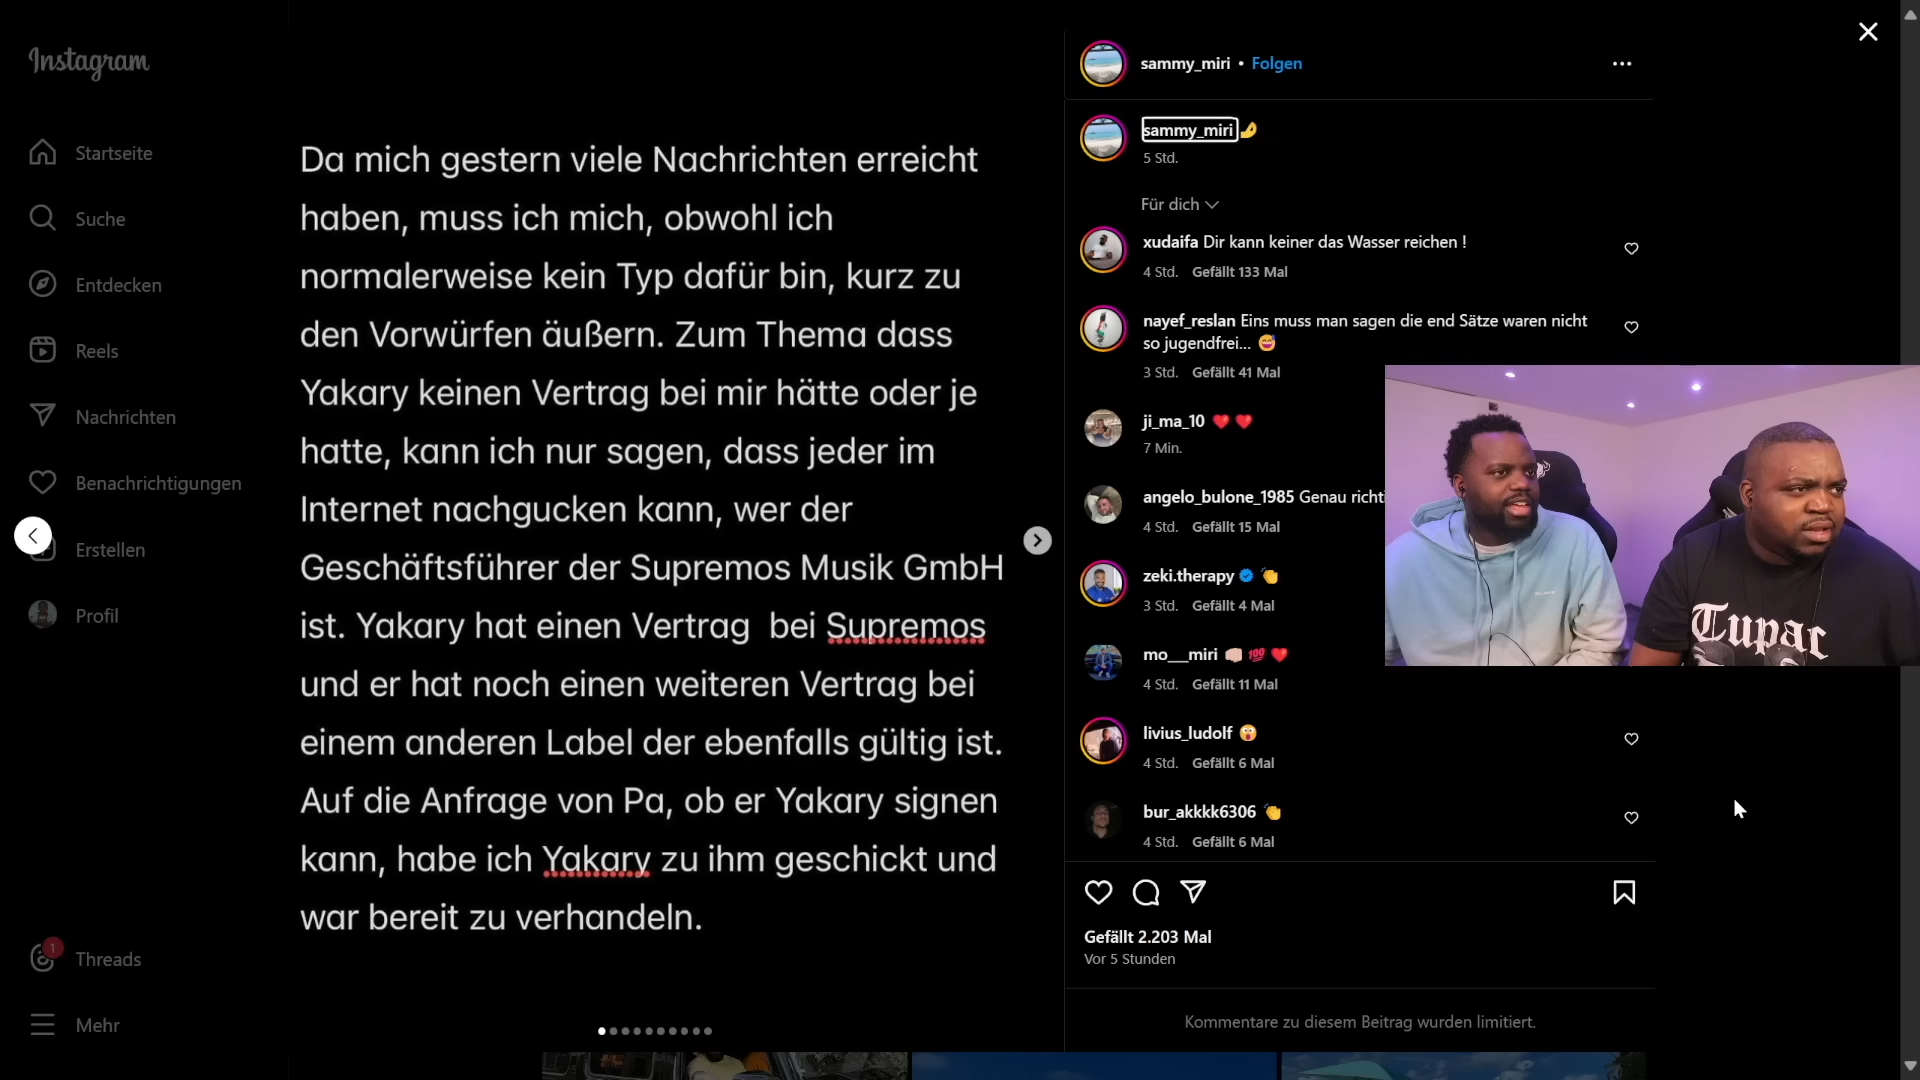 Instagram
Startseite
Suche
Entdecken
Reels
Nachrichten
Benachrichtigungen
Erstellen
Profil
1
Threads
Mehr
Da mich gestern viele Nachrichten erreicht
haben, muss ich mich, obwohl ich
normalerweise kein Typ dafür bin, kurz zu
den Vorwürfen äußern. Zum Thema dass
Yakary keinen Vertrag bei mir hätte oder je
hatte, kann ich nur sagen, dass jeder im
Internet nachgucken kann, wer der
Geschäftsführer der Supremos Musik GmbH
ist. Yakary hat einen Vertrag  bei Supremos
und er hat noch einen weiteren Vertrag bei
einem anderen Label der ebenfalls gültig ist.
Auf die Anfrage von Pa, ob er Yakary signen
kann, habe ich Yakary zu ihm geschickt und
war bereit zu verhandeln.
sammy_miri • Folgen
sammy_miri 🤌
5 Std.
Für dich
xudaifa Dir kann keiner das Wasser reichen !
4 Std. Gefällt 133 Mal
nayef_reslan Eins muss man sagen die end Sätze waren nicht
so jugendfrei... 😅
3 Std. Gefällt 41 Mal
ji_ma_10 ❤️ ❤️
7 Min.
angelo_bulone_1985 Genau richti
4 Std. Gefällt 15 Mal
zeki.therapy 👏
3 Std. Gefällt 4 Mal
mo___miri 👊🏻 💯 ❤️
4 Std. Gefällt 11 Mal
livius_ludolf 😲
4 Std. Gefällt 6 Mal
bur_akkkk6306 👏
4 Std. Gefällt 6 Mal
Gefällt 2.203 Mal
Vor 5 Stunden
Kommentare zu diesem Beitrag wurden limitiert.
Tupac